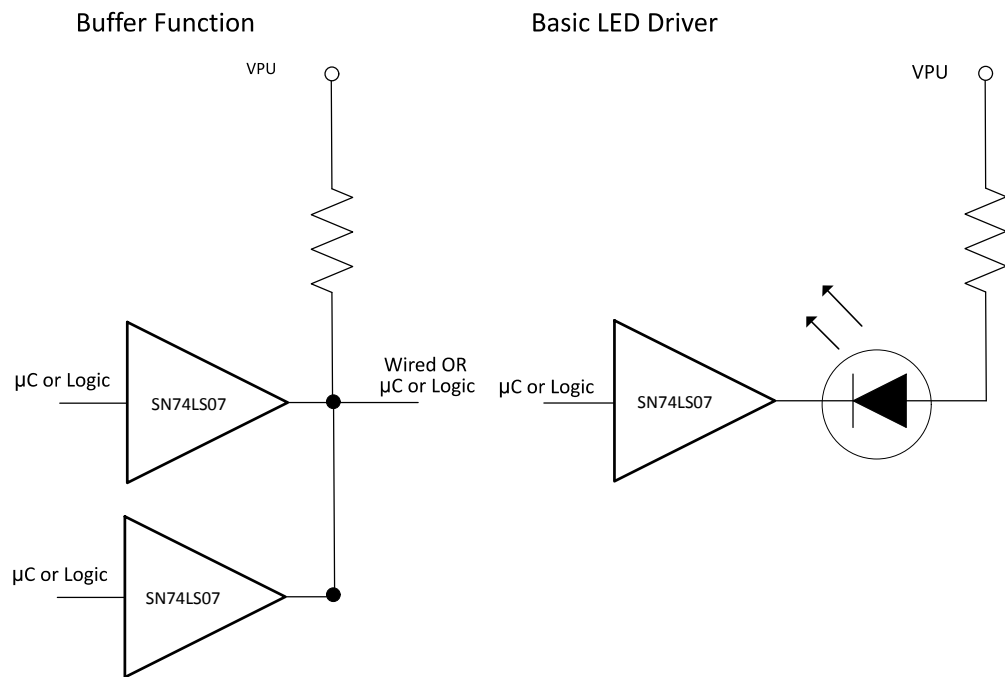 Buffer Function
Basic LED Driver
VPU
VPU
µC or Logic
SN74LS07
Wired OR
µC or Logic
µC or Logic
SN74LS07
µC or Logic
SN74LS07